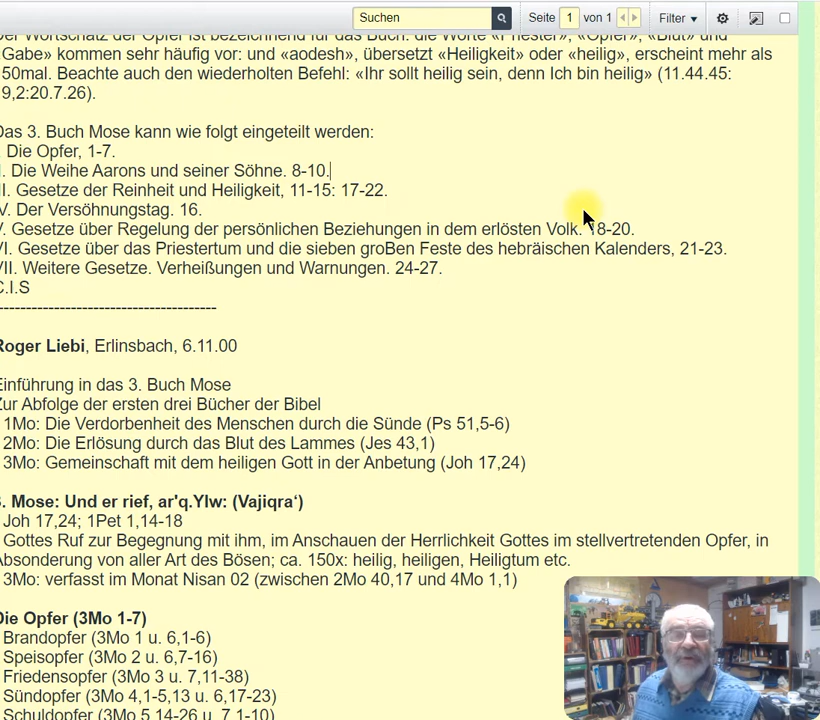 Suchen
Seite 1 von 1
Filter
Der Wortschatz der Opfer ist bezeichnend für das Buch: die Worte «Priester», «Opfer», «Blut» und
«Gabe» kommen sehr häufig vor: und «aodesh», übersetzt «Heiligkeit» oder «heilig», erscheint mehr als
50mal. Beachte auch den wiederholten Befehl: «Ihr sollt heilig sein, denn Ich bin heilig» (11.44.45:
9,2:20.7.26).
Das 3. Buch Mose kann wie folgt eingeteilt werden:
. Die Opfer, 1-7.
I. Die Weihe Aarons und seiner Söhne. 8-10.
II. Gesetze der Reinheit und Heiligkeit, 11-15: 17-22.
V. Der Versöhnungstag. 16.
V. Gesetze über Regelung der persönlichen Beziehungen in dem erlösten Volk. 18-20.
VI. Gesetze über das Priestertum und die sieben groBen Feste des hebräischen Kalenders, 21-23.
VII. Weitere Gesetze. Verheißungen und Warnungen. 24-27.
C.I.S
----------------------------------------
Roger Liebi, Erlinsbach, 6.11.00
Einführung in das 3. Buch Mose
Zur Abfolge der ersten drei Bücher der Bibel
1Mo: Die Verdorbenheit des Menschen durch die Sünde (Ps 51,5-6)
2Mo: Die Erlösung durch das Blut des Lammes (Jes 43,1)
3Mo: Gemeinschaft mit dem heiligen Gott in der Anbetung (Joh 17,24)
3. Mose: Und er rief, ar'q.YIw: (Vajiqra‘)
Joh 17,24; 1Pet 1,14-18
Gottes Ruf zur Begegnung mit ihm, im Anschauen der Herrlichkeit Gottes im stellvertretenden Opfer, in
Absonderung von aller Art des Bösen; ca. 150x: heilig, heiligen, Heiligtum etc.
3Mo: verfasst im Monat Nisan 02 (zwischen 2Mo 40,17 und 4Mo 1,1)
Die Opfer (3Mo 1-7)
Brandopfer (3Mo 1 u. 6,1-6)
Speisopfer (3Mo 2 u. 6,7-16)
Friedensopfer (3Mo 3 u. 7,11-38)
Sündopfer (3Mo 4,1-5,13 u. 6,17-23)
Schuldopfer (3Mo 5,14-26 u. 7,1-10)